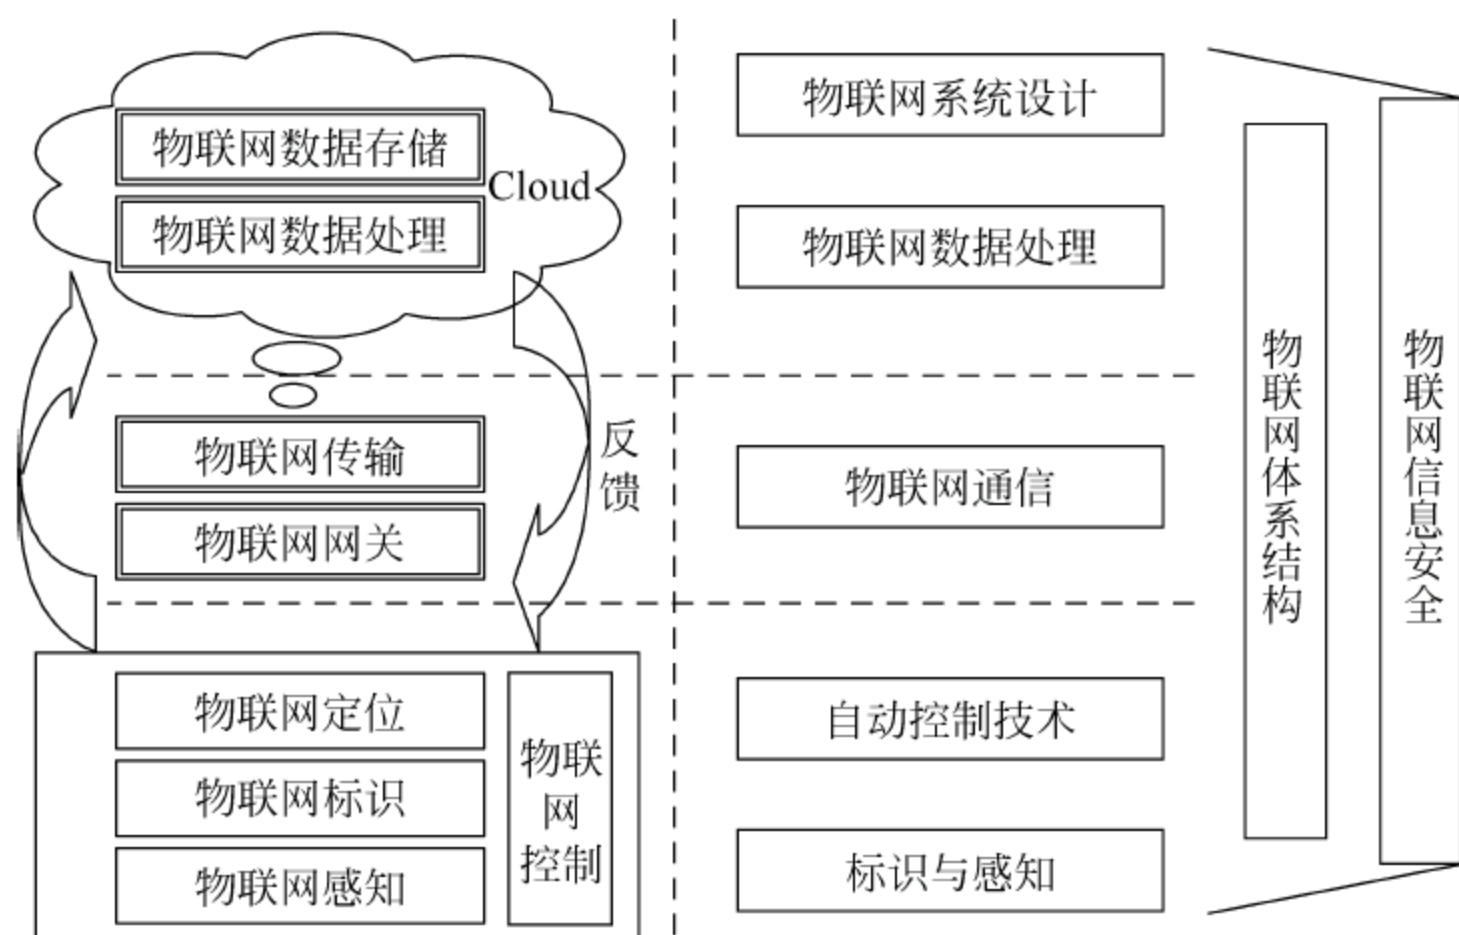 物联网数据存储
Cloud
物联网数据处理
物联网传输
物联网网关
反
馈
物联网定位
物联网标识
物联网感知
物联
网
控制
物联网系统设计
物联网数据处理
物联网通信
自动控制技术
标识与感知
物联网体系结构
物联网信息安全